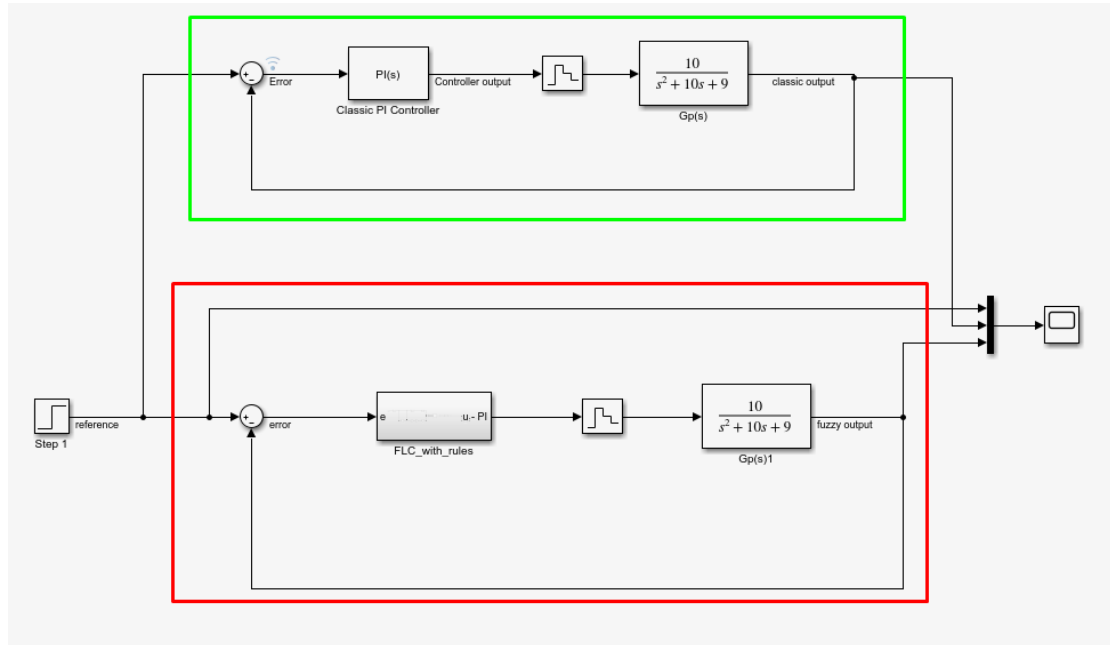 +
−
Error
PI(s)
Classic PI Controller
Controller output
10
s² + 10s + 9
Gp(s)
classic output
Step 1
reference
+
−
error
e
u.- PI
FLC_with_rules
10
s² + 10s + 9
Gp(s)1
fuzzy output